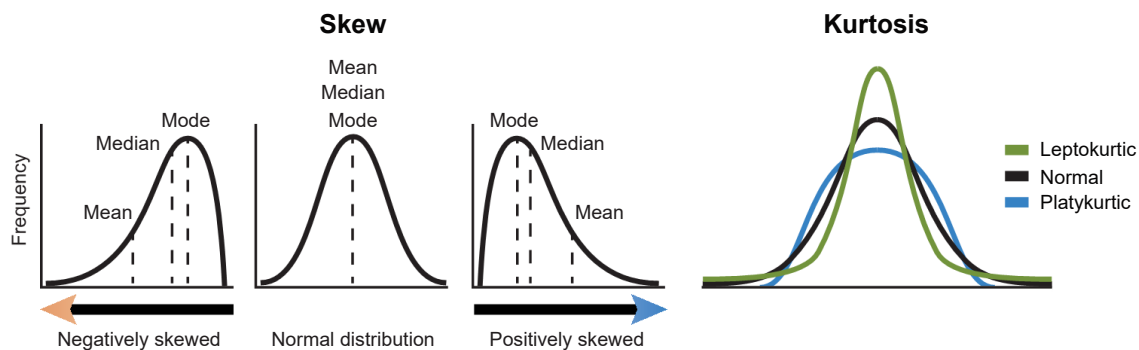 Skew
Kurtosis
Mean
Median
Mode
Mode
Mode
Median
Median
Mean
Mean
Frequency
Leptokurtic
Normal
Platykurtic
Negatively skewed
Normal distribution
Positively skewed